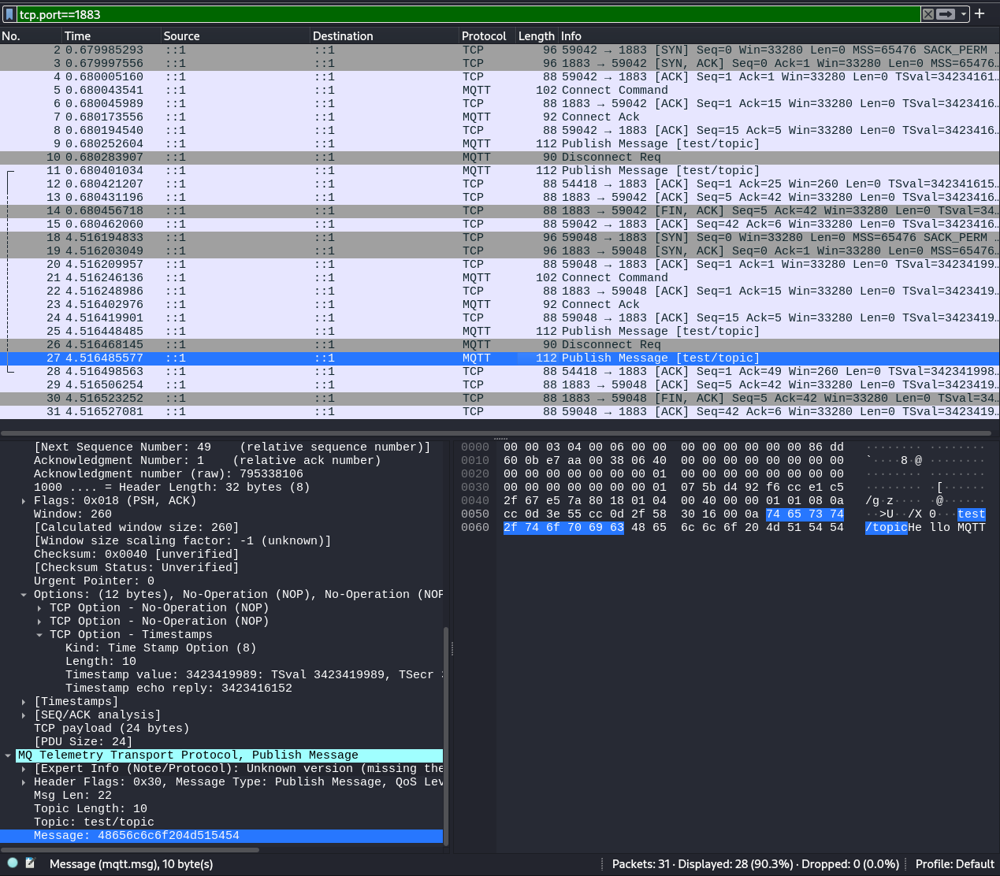 tcp.port==1883
No. Time Source Destination Protocol Length Info
2 0.679985293 ::1 ::1 TCP 96 59042 → 1883 [SYN] Seq=0 Win=33280 Len=0 MSS=65476 SACK_PERM …
3 0.679997556 ::1 ::1 TCP 96 1883 → 59042 [SYN, ACK] Seq=0 Ack=1 Win=33280 Len=0 MSS=65476…
4 0.680005160 ::1 ::1 TCP 88 59042 → 1883 [ACK] Seq=1 Ack=1 Win=33280 Len=0 TSval=34234161…
5 0.680043541 ::1 ::1 MQTT 102 Connect Command
6 0.680045989 ::1 ::1 TCP 88 1883 → 59042 [ACK] Seq=1 Ack=15 Win=33280 Len=0 TSval=3423416…
7 0.680173556 ::1 ::1 MQTT 92 Connect Ack
8 0.680194540 ::1 ::1 TCP 88 59042 → 1883 [ACK] Seq=15 Ack=5 Win=33280 Len=0 TSval=3423416…
9 0.680252604 ::1 ::1 MQTT 112 Publish Message [test/topic]
10 0.680283907 ::1 ::1 MQTT 90 Disconnect Req
11 0.680401034 ::1 ::1 MQTT 112 Publish Message [test/topic]
12 0.680421207 ::1 ::1 TCP 88 54418 → 1883 [ACK] Seq=1 Ack=25 Win=260 Len=0 TSval=342341615…
13 0.680431196 ::1 ::1 TCP 88 1883 → 59042 [ACK] Seq=5 Ack=42 Win=33280 Len=0 TSval=3423416…
14 0.680456718 ::1 ::1 TCP 88 1883 → 59042 [FIN, ACK] Seq=5 Ack=42 Win=33280 Len=0 TSval=34…
15 0.680462060 ::1 ::1 TCP 88 59042 → 1883 [ACK] Seq=42 Ack=6 Win=33280 Len=0 TSval=3423416…
18 4.516194833 ::1 ::1 TCP 96 59048 → 1883 [SYN] Seq=0 Win=33280 Len=0 MSS=65476 SACK_PERM …
19 4.516203049 ::1 ::1 TCP 96 1883 → 59048 [SYN, ACK] Seq=0 Ack=1 Win=33280 Len=0 MSS=65476…
20 4.516209957 ::1 ::1 TCP 88 59048 → 1883 [ACK] Seq=1 Ack=1 Win=33280 Len=0 TSval=34234199…
21 4.516246136 ::1 ::1 MQTT 102 Connect Command
22 4.516248986 ::1 ::1 TCP 88 1883 → 59048 [ACK] Seq=1 Ack=15 Win=33280 Len=0 TSval=3423419…
23 4.516402976 ::1 ::1 MQTT 92 Connect Ack
24 4.516419901 ::1 ::1 TCP 88 59048 → 1883 [ACK] Seq=15 Ack=5 Win=33280 Len=0 TSval=3423419…
25 4.516448485 ::1 ::1 MQTT 112 Publish Message [test/topic]
26 4.516468145 ::1 ::1 MQTT 90 Disconnect Req
27 4.516485577 ::1 ::1 MQTT 112 Publish Message [test/topic]
28 4.516498563 ::1 ::1 TCP 88 54418 → 1883 [ACK] Seq=1 Ack=49 Win=260 Len=0 TSval=342341998…
29 4.516506254 ::1 ::1 TCP 88 1883 → 59048 [ACK] Seq=5 Ack=42 Win=33280 Len=0 TSval=3423419…
30 4.516523252 ::1 ::1 TCP 88 1883 → 59048 [FIN, ACK] Seq=5 Ack=42 Win=33280 Len=0 TSval=34…
31 4.516527081 ::1 ::1 TCP 88 59048 → 1883 [ACK] Seq=42 Ack=6 Win=33280 Len=0 TSval=3423419…
[Next Sequence Number: 49 (relative sequence number)]
Acknowledgment Number: 1 (relative ack number)
Acknowledgment number (raw): 795338106
1000 .... = Header Length: 32 bytes (8)
Flags: 0x018 (PSH, ACK)
Window: 260
[Calculated window size: 260]
[Window size scaling factor: -1 (unknown)]
Checksum: 0x0040 [unverified]
[Checksum Status: Unverified]
Urgent Pointer: 0
Options: (12 bytes), No-Operation (NOP), No-Operation (NOP
TCP Option - No-Operation (NOP)
TCP Option - No-Operation (NOP)
TCP Option - Timestamps
Kind: Time Stamp Option (8)
Length: 10
Timestamp value: 3423419989: TSval 3423419989, TSecr
Timestamp echo reply: 3423416152
[Timestamps]
[SEQ/ACK analysis]
TCP payload (24 bytes)
[PDU Size: 24]
MQ Telemetry Transport Protocol, Publish Message
[Expert Info (Note/Protocol): Unknown version (missing the
Header Flags: 0x30, Message Type: Publish Message, QoS Lev
Msg Len: 22
Topic Length: 10
Topic: test/topic
Message: 48656c6c6f204d515454
0000 00 00 03 04 00 06 00 00 00 00 00 00 00 00 86 dd ········ ········
0010 60 0b e7 aa 00 38 06 40 00 00 00 00 00 00 00 00 `····8·@ ········
0020 00 00 00 00 00 00 00 01 00 00 00 00 00 00 00 00 ········ ········
0030 00 00 00 00 00 00 00 01 07 5b d4 92 f6 cc e1 c5 ········ ·[······
0040 2f 67 e5 7a 80 18 01 04 00 40 00 00 01 01 08 0a /g·z···· ·@······
0050 cc 0d 3e 55 cc 0d 2f 58 30 16 00 0a 74 65 73 74 ··>U··/X 0···test
0060 2f 74 6f 70 69 63 48 65 6c 6c 6f 20 4d 51 54 54 /topicHe llo MQTT
Message (mqtt.msg), 10 byte(s)
Packets: 31 · Displayed: 28 (90.3%) · Dropped: 0 (0.0%)
Profile: Default